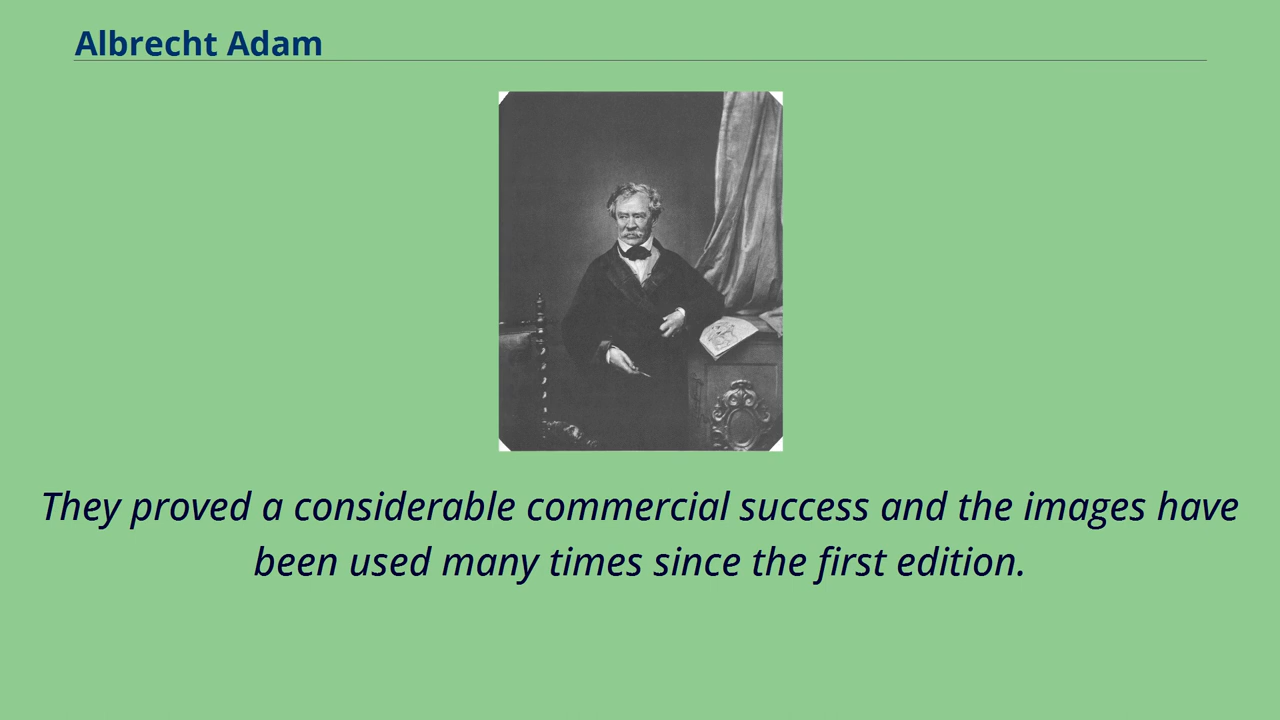 Albrecht Adam
They proved a considerable commercial success and the images have
been used many times since the first edition.